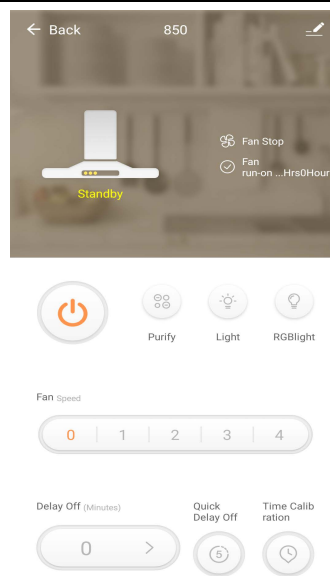 Back 850
Fan Stop
Fan
run-on ...Hrs0Hour
Standby
Purify Light RGBlight
Fan Speed
0 1 2 3 4
Delay Off (Minutes) Quick Time Calib
Delay Off ration
0 5